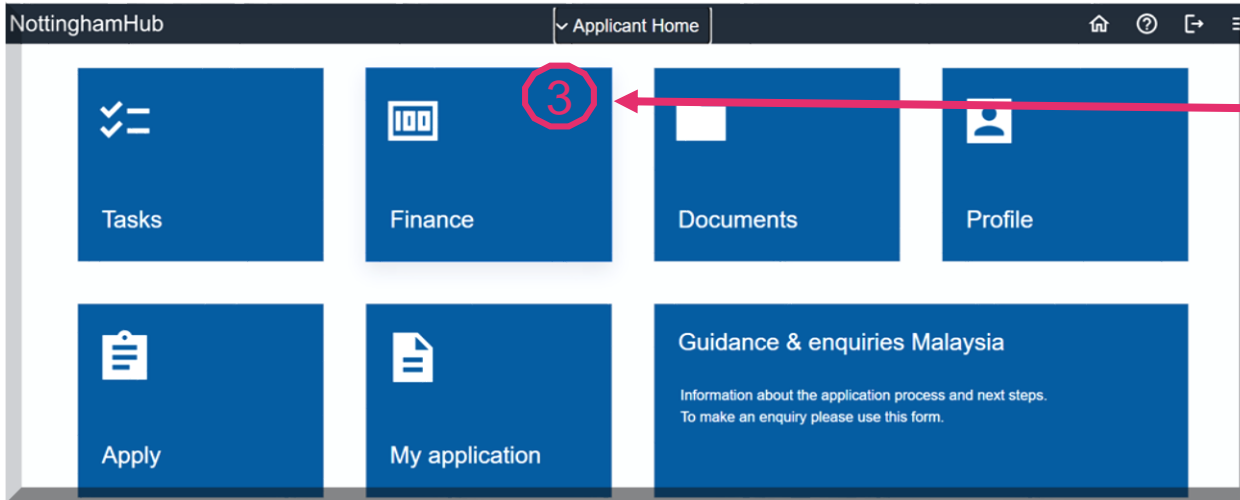 NottinghamHub
Applicant Home
3
Tasks
Finance
Documents
Profile
Apply
My application
Guidance & enquiries Malaysia
Information about the application process and next steps.
To make an enquiry please use this form.